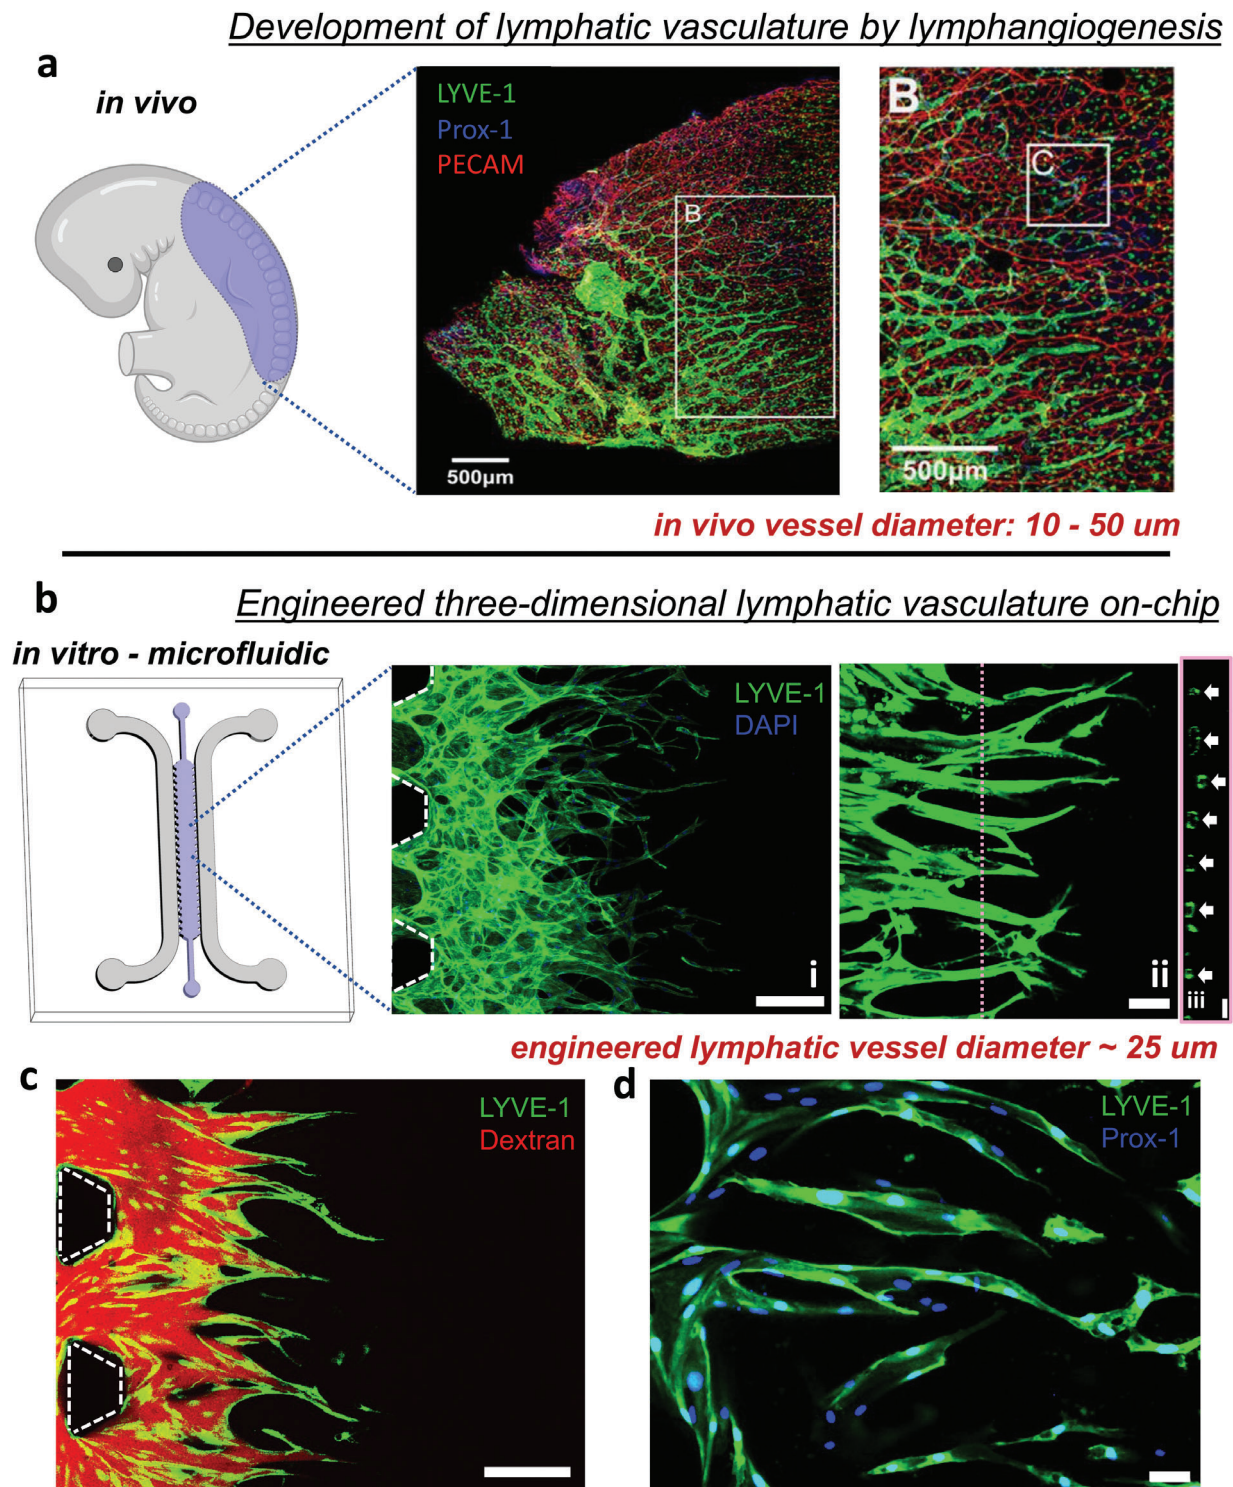 Development of lymphatic vasculature by lymphangiogenesis
a
in vivo
LYVE-1
Prox-1
PECAM
B
500µm
B
C
500µm
in vivo vessel diameter: 10 - 50 um
b
Engineered three-dimensional lymphatic vasculature on-chip
in vitro - microfluidic
LYVE-1
DAPI
i
ii
iii
engineered lymphatic vessel diameter ~ 25 um
c
LYVE-1
Dextran
d
LYVE-1
Prox-1